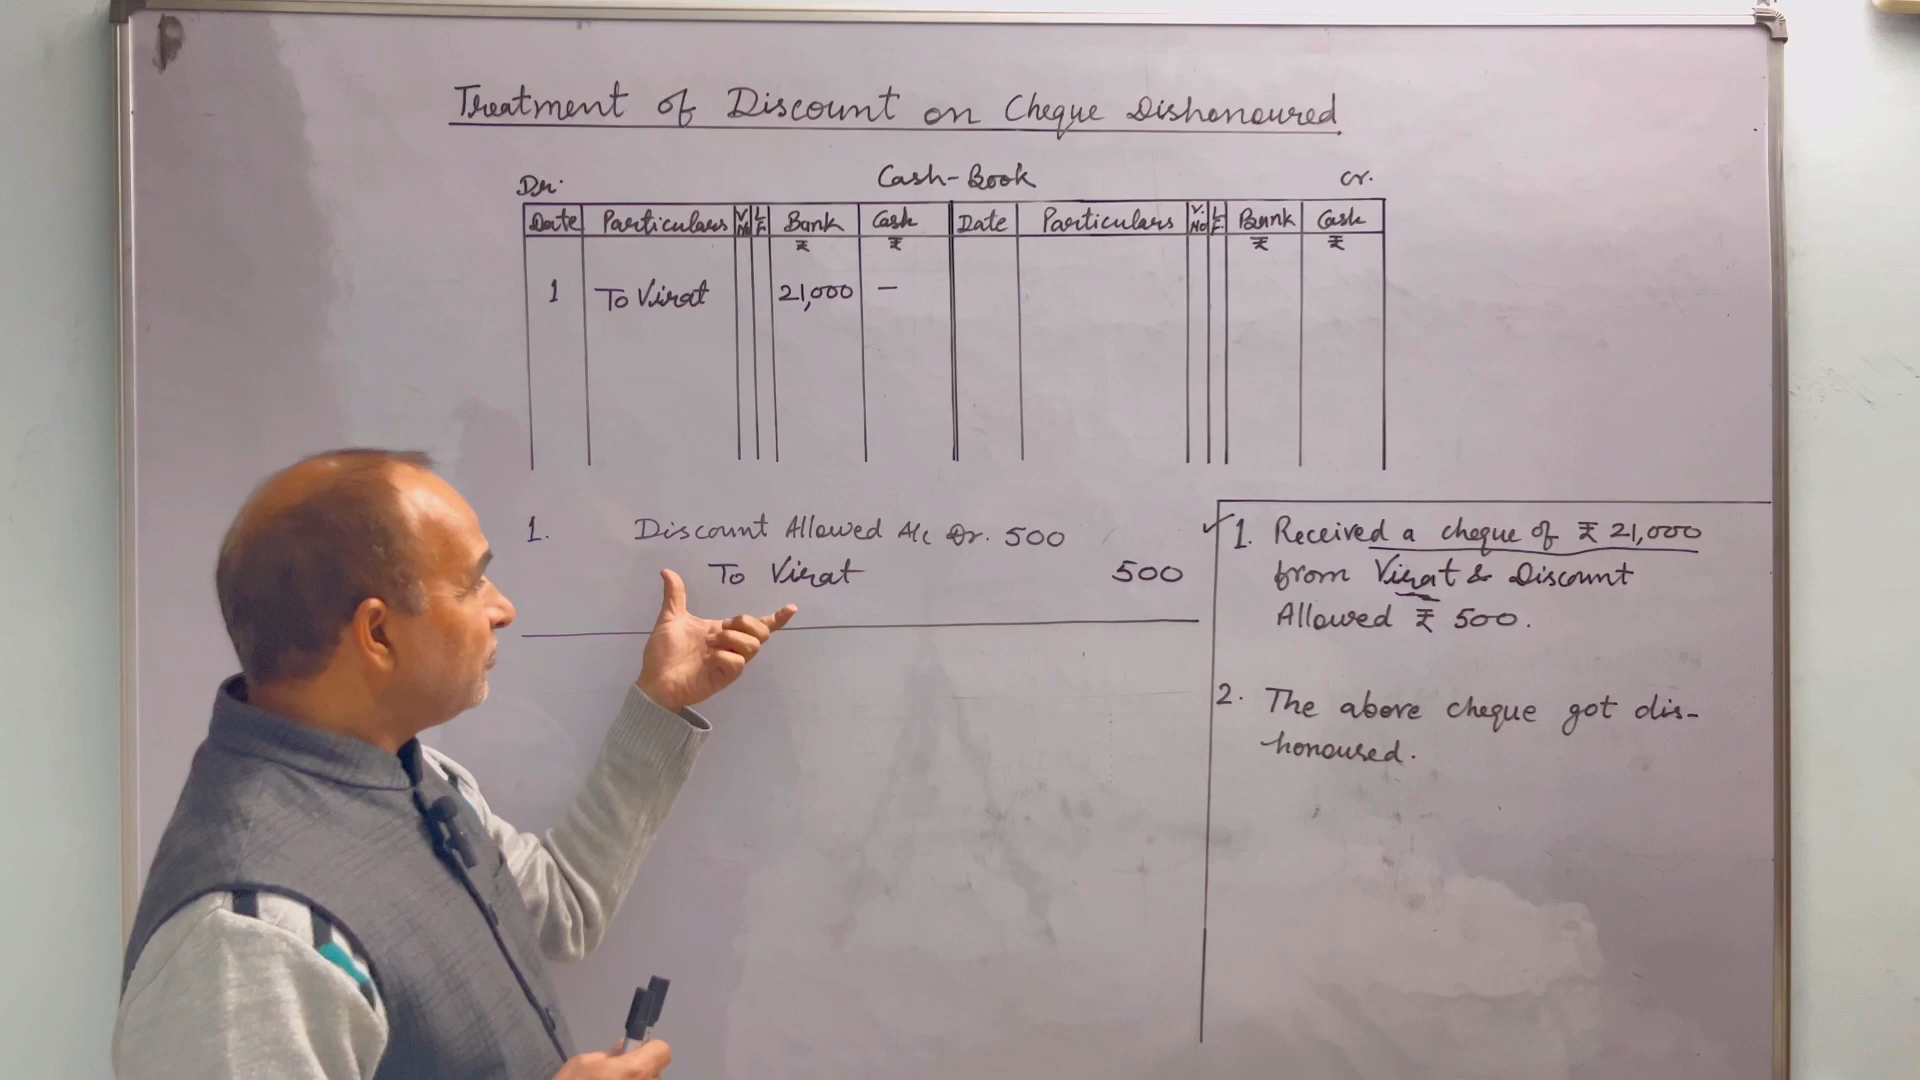 Treatment of Discount on Cheque Dishonoured
Dr. Cash-Book Cr.
Date Particulars V. No L.F. Bank Cash Date Particulars V. No L.F. Bank Cash
₹ ₹ ₹ ₹
1 To Virat 21,000 —
1. Discount Allowed A/c Dr. 500
To Virat 500
✓ 1. Received a cheque of ₹ 21,000
from Virat & Discount
Allowed ₹ 500.
2. The above cheque got dis-
honoured.